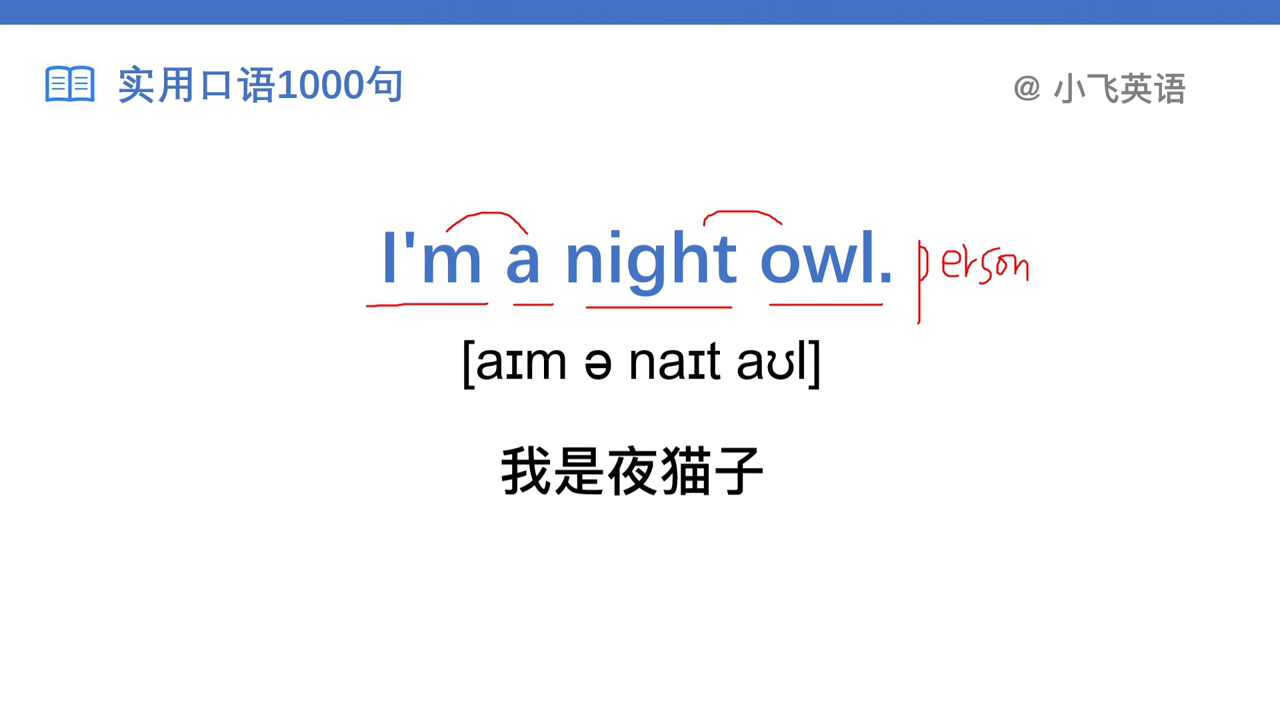 实用口语1000句
@ 小飞英语
I'm a night owl. person
[aɪm ə naɪt aʊl]
我是夜猫子